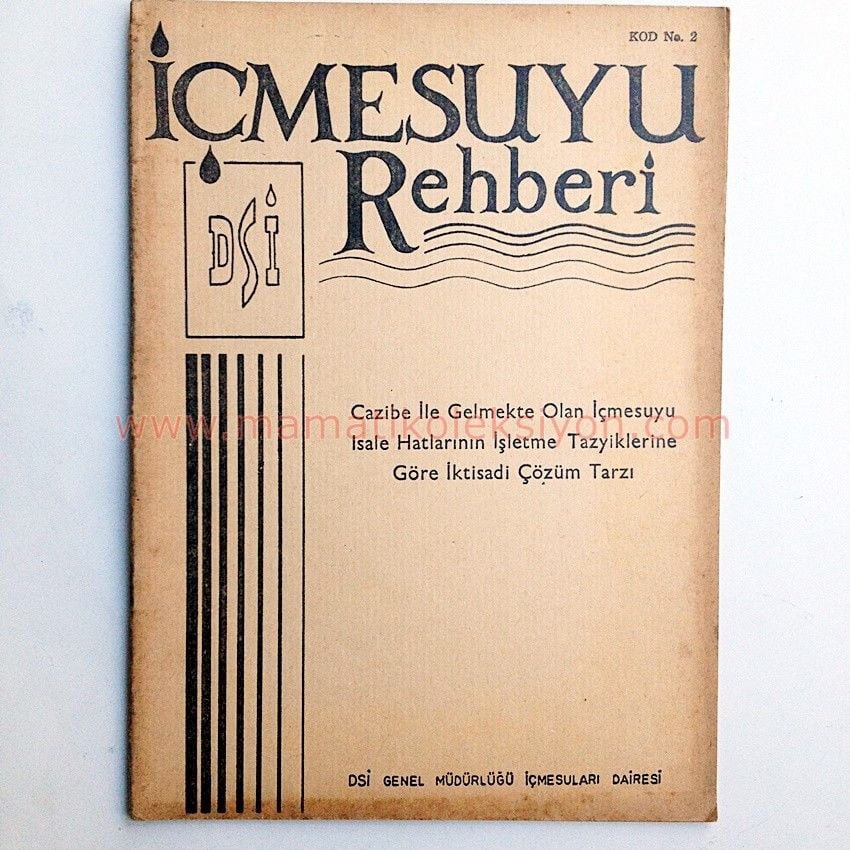 KOD No. 2
İÇMESUYU
Rehberi
DSİ
Cazibe İle Gelmekte Olan İçmesuyu
www.mamatikoleksiyon.com
İsale Hatlarının İşletme Tazyiklerine
Göre İktisadi Çözüm Tarzı
DSİ GENEL MÜDÜRLÜĞÜ İÇMESULARI DAİRESİ